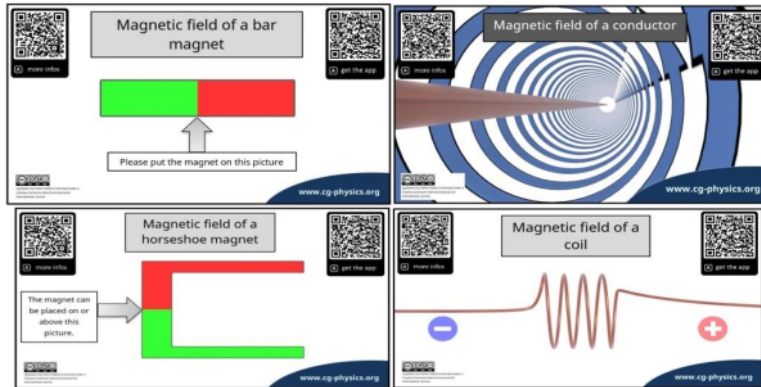 Magnetic field of a bar
magnet
more infos
get the app
Please put the magnet on this picture
www.cg-physics.org
Magnetic field of a conductor
more infos
get the app
www.cg-physics.org
Magnetic field of a
horseshoe magnet
more infos
get the app
The magnet can
be placed on or
above this
picture.
www.cg-physics.org
Magnetic field of a
coil
more infos
get the app
www.cg-physics.org